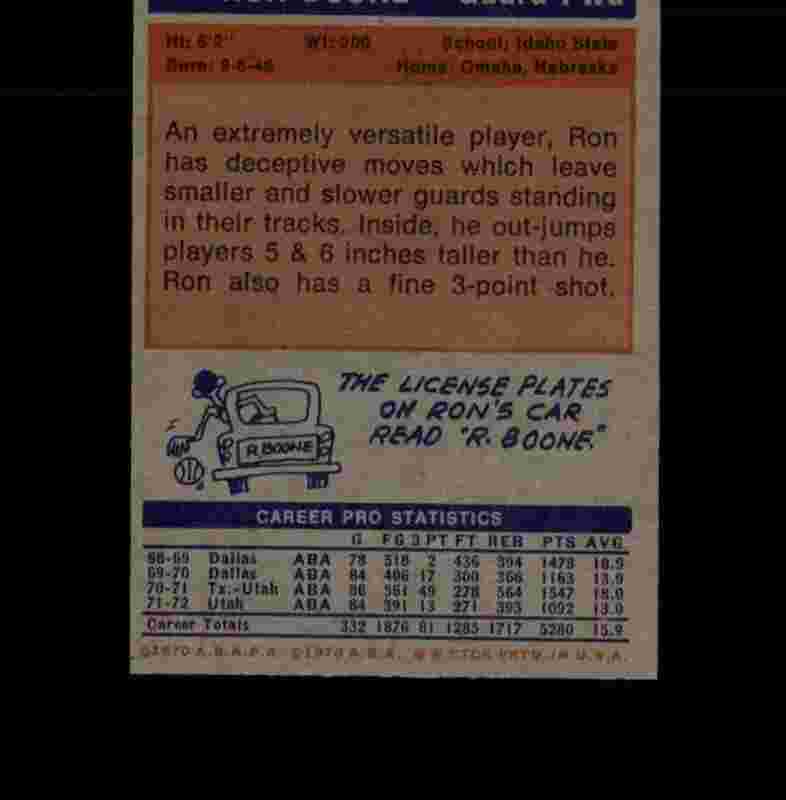 RON BOONE Guard-Fwd
Ht: 6'2" Wt: 200 School: Idaho State
Born: 9-6-46 Home: Omaha, Nebraska
An extremely versatile player, Ron
has deceptive moves which leave
smaller and slower guards standing
in their tracks. Inside, he out-jumps
players 5 & 6 inches taller than he.
Ron also has a fine 3-point shot.
THE LICENSE PLATES
ON RON'S CAR
READ "R. BOONE."
R. BOONE
CAREER PRO STATISTICS
G FG 3 PT FT REB PTS AVG
68-69 Dallas ABA 78 518 2 436 394 1478 18.9
69-70 Dallas ABA 84 406 17 300 366 1163 13.9
70-71 Tx.-Utah ABA 86 561 49 278 564 1547 18.0
71-72 Utah ABA 84 391 13 271 393 1092 13.0
Career Totals 332 1876 81 1285 1717 5280 15.9
A.B.A.P.A. A.B.A. PRTD. IN U.S.A.